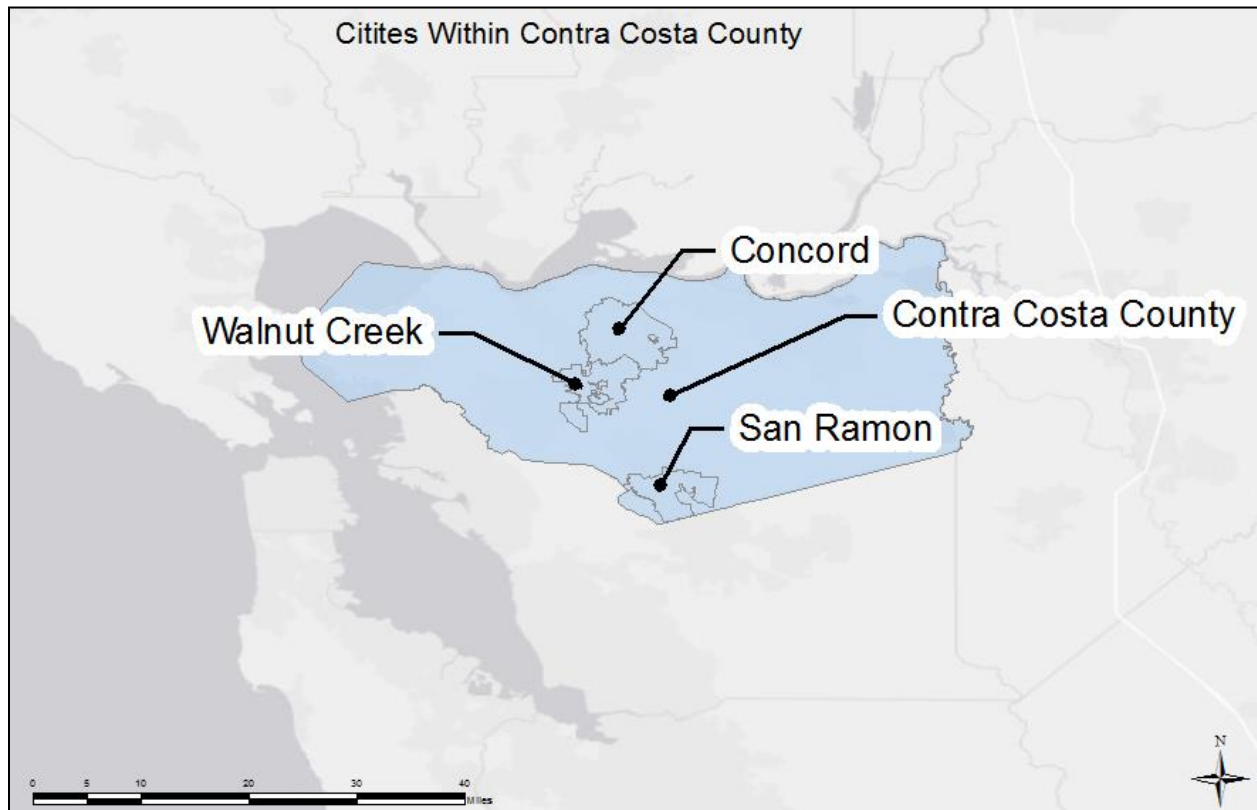 Citites Within Contra Costa County
Concord
Contra Costa County
Walnut Creek
San Ramon
N
0 5 10 20 30 40
Miles